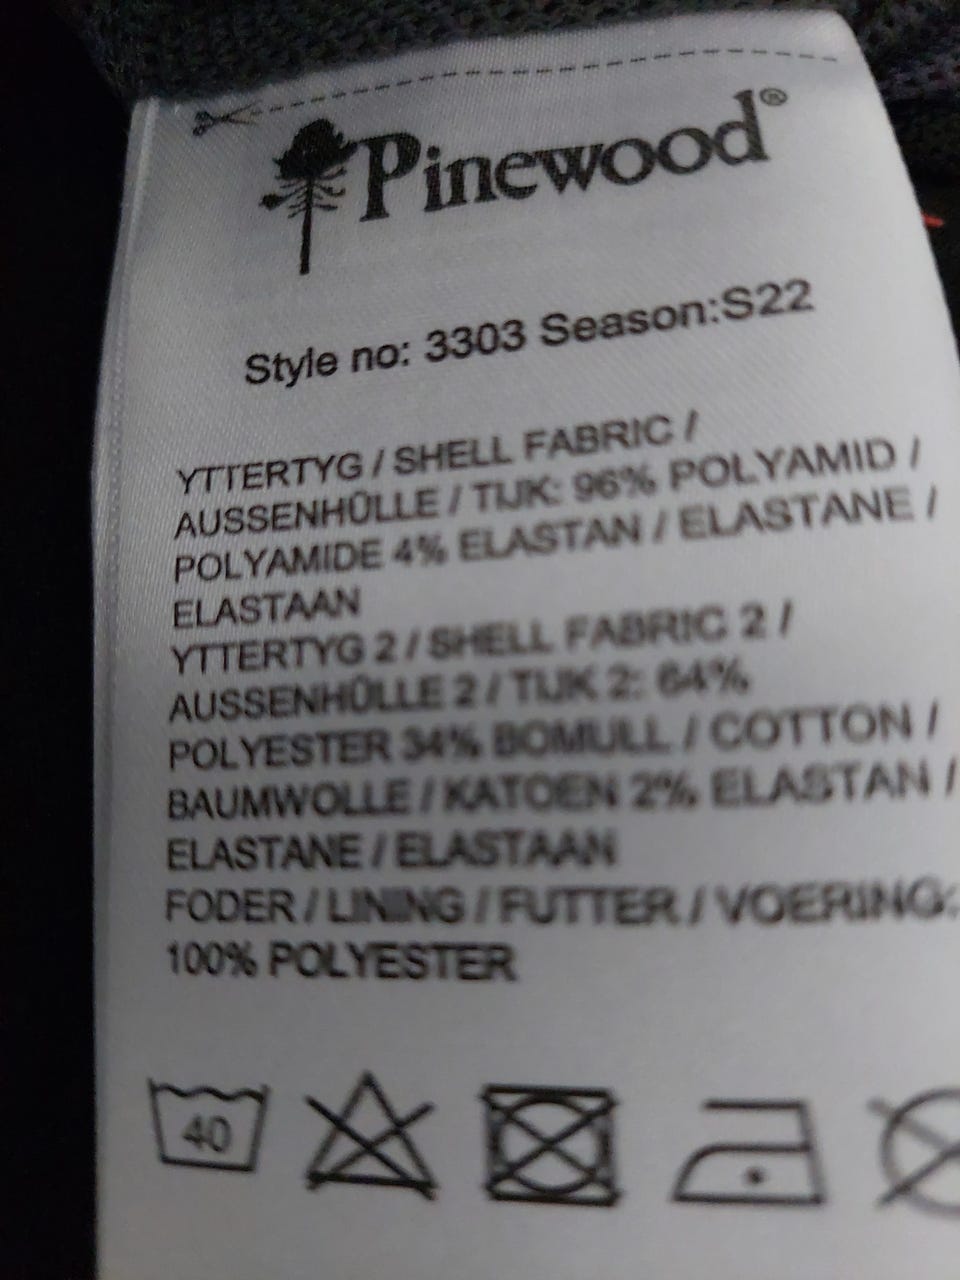 Pinewood®
Style no: 3303 Season:S22
YTTERTYG / SHELL FABRIC /
AUSSENHÜLLE / TIJK: 96% POLYAMID /
POLYAMIDE 4% ELASTAN / ELASTANE /
ELASTAAN
YTTERTYG 2 / SHELL FABRIC 2 /
AUSSENHÜLLE 2 / TIJK 2: 64%
POLYESTER 34% BOMULL / COTTON /
BAUMWOLLE / KATOEN 2% ELASTAN /
ELASTANE / ELASTAAN
FODER / LINING / FUTTER / VOERING:
100% POLYESTER
40